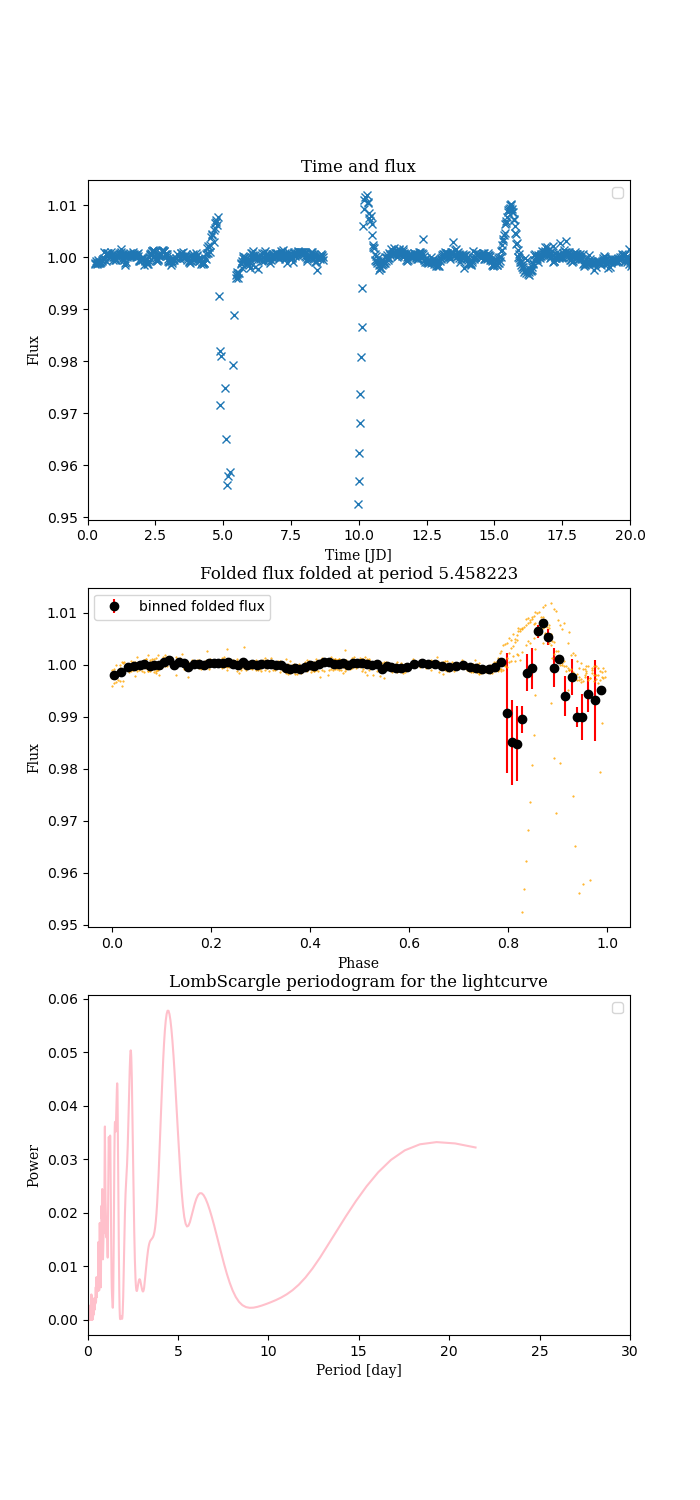 Time and flux
1.01
1.00
0.99
0.98
0.97
0.96
0.95
Flux
0.0 2.5 5.0 7.5 10.0 12.5 15.0 17.5 20.0
Time [JD]
Folded flux folded at period 5.458223
binned folded flux
1.01
1.00
0.99
0.98
0.97
0.96
0.95
Flux
0.0 0.2 0.4 0.6 0.8 1.0
Phase
LombScargle periodogram for the lightcurve
0.06
0.05
0.04
0.03
0.02
0.01
0.00
Power
0 5 10 15 20 25 30
Period [day]